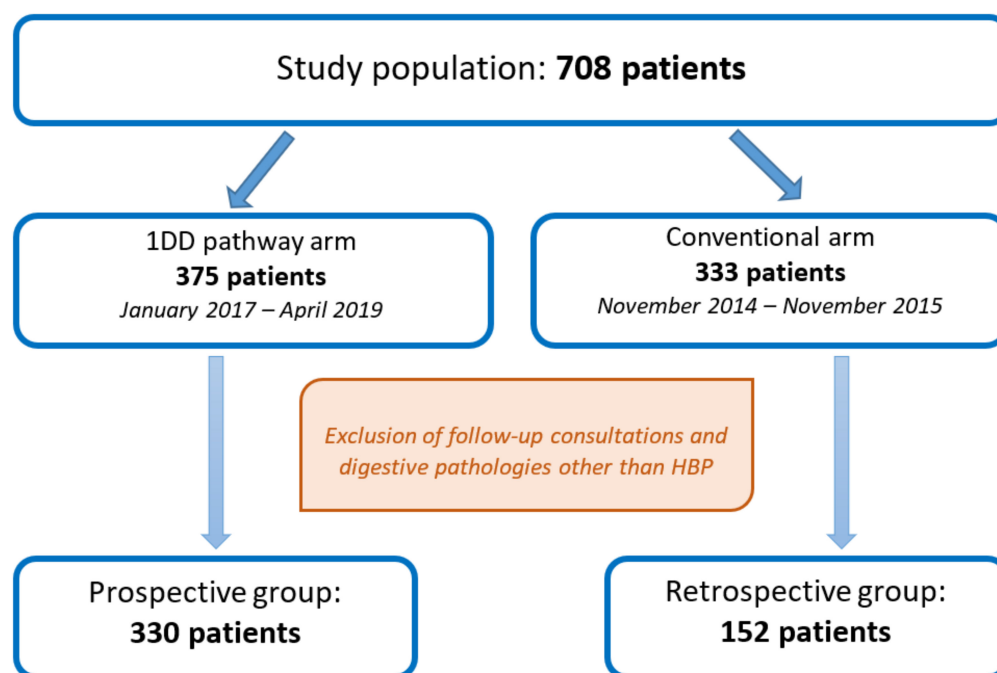 Study population: 708 patients
1DD pathway arm
375 patients
January 2017 – April 2019
Conventional arm
333 patients
November 2014 – November 2015
Exclusion of follow-up consultations and
digestive pathologies other than HBP
Prospective group:
330 patients
Retrospective group:
152 patients